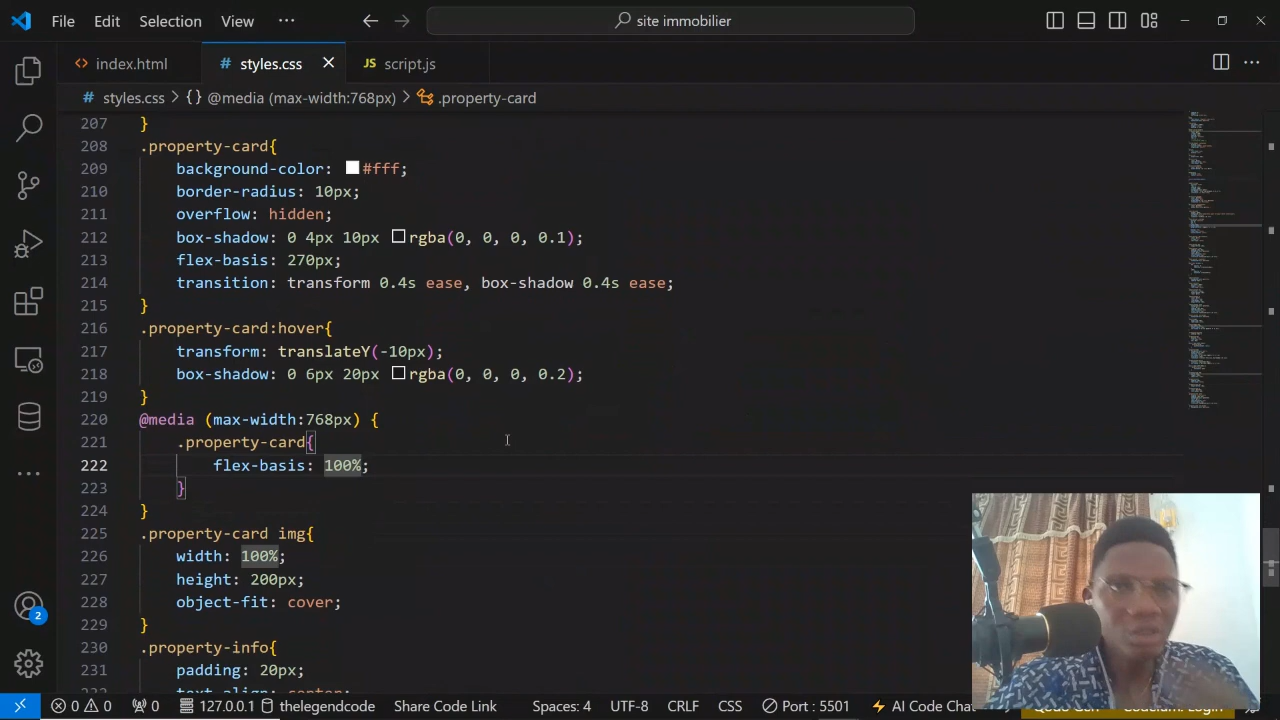 File Edit Selection View ··· site immobilier
index.html styles.css JS script.js
styles.css > {} @media (max-width:768px) > .property-card
207 }
208 .property-card{
209 background-color: #fff;
210 border-radius: 10px;
211 overflow: hidden;
212 box-shadow: 0 4px 10px rgba(0, 0, 0, 0.1);
213 flex-basis: 270px;
214 transition: transform 0.4s ease, box-shadow 0.4s ease;
215 }
216 .property-card:hover{
217 transform: translateY(-10px);
218 box-shadow: 0 6px 20px rgba(0, 0, 0, 0.2);
219 }
220 @media (max-width:768px) {
221 .property-card{
222 flex-basis: 100%;
223 }
224 }
225 .property-card img{
226 width: 100%;
227 height: 200px;
228 object-fit: cover;
229 }
230 .property-info{
231 padding: 20px;
232 text-align: center;
2
0 0 0 127.0.0.1 thelegendcode Share Code Link Spaces: 4 UTF-8 CRLF CSS Port : 5501 AI Code Chat